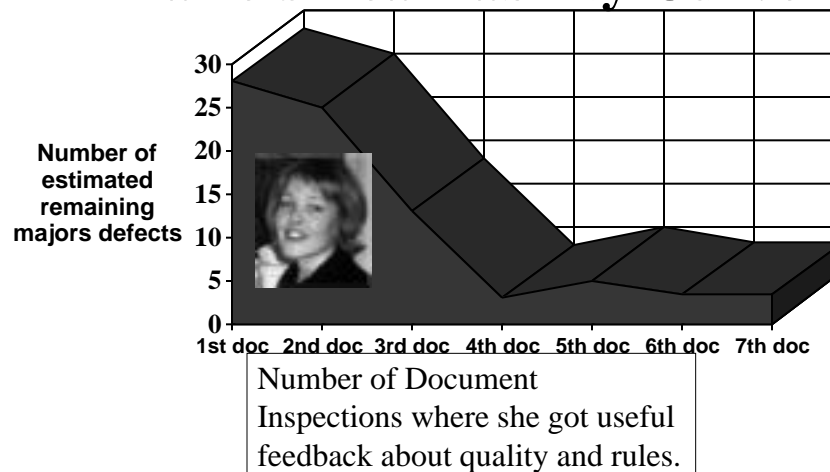 30
25
20
15
10
5
0
Number of
estimated
remaining
majors defects
1st doc 2nd doc 3rd doc 4th doc 5th doc 6th doc 7th doc
Number of Document
Inspections where she got useful
feedback about quality and rules.